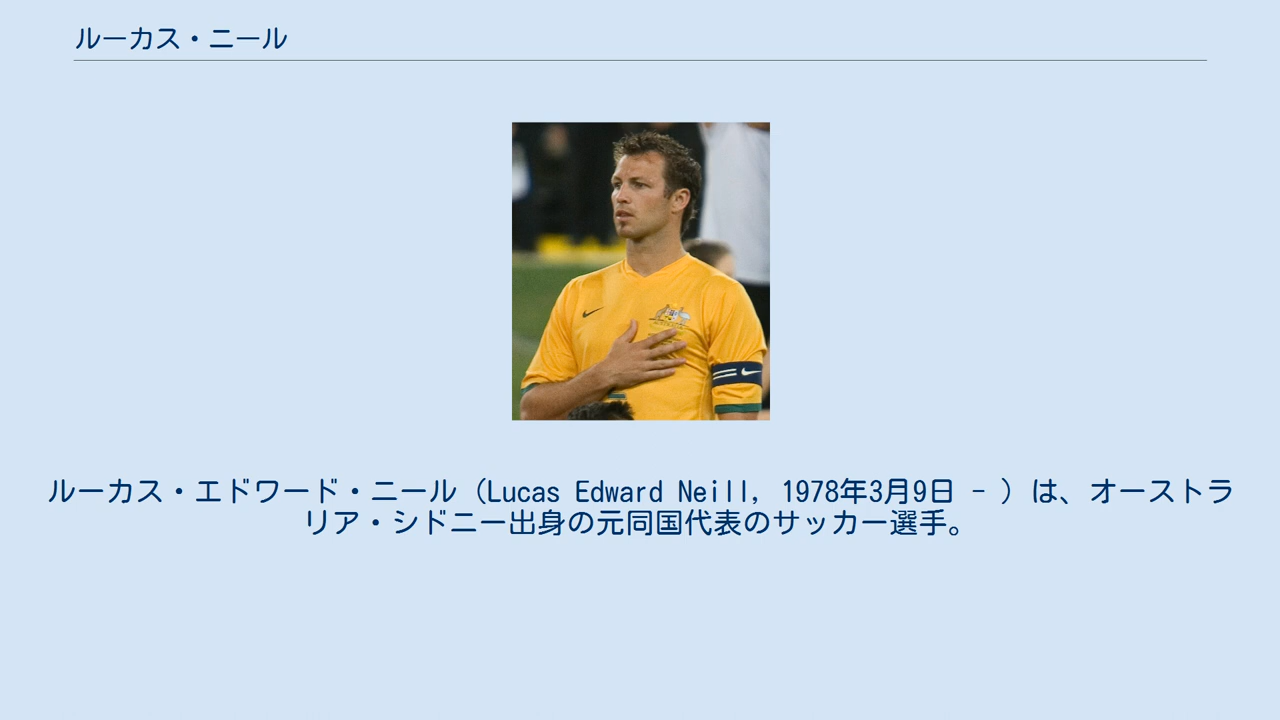 ルーカス・ニール
ルーカス・エドワード・ニール（Lucas Edward Neill, 1978年3月9日 - ）は、オーストラ
リア・シドニー出身の元同国代表のサッカー選手。